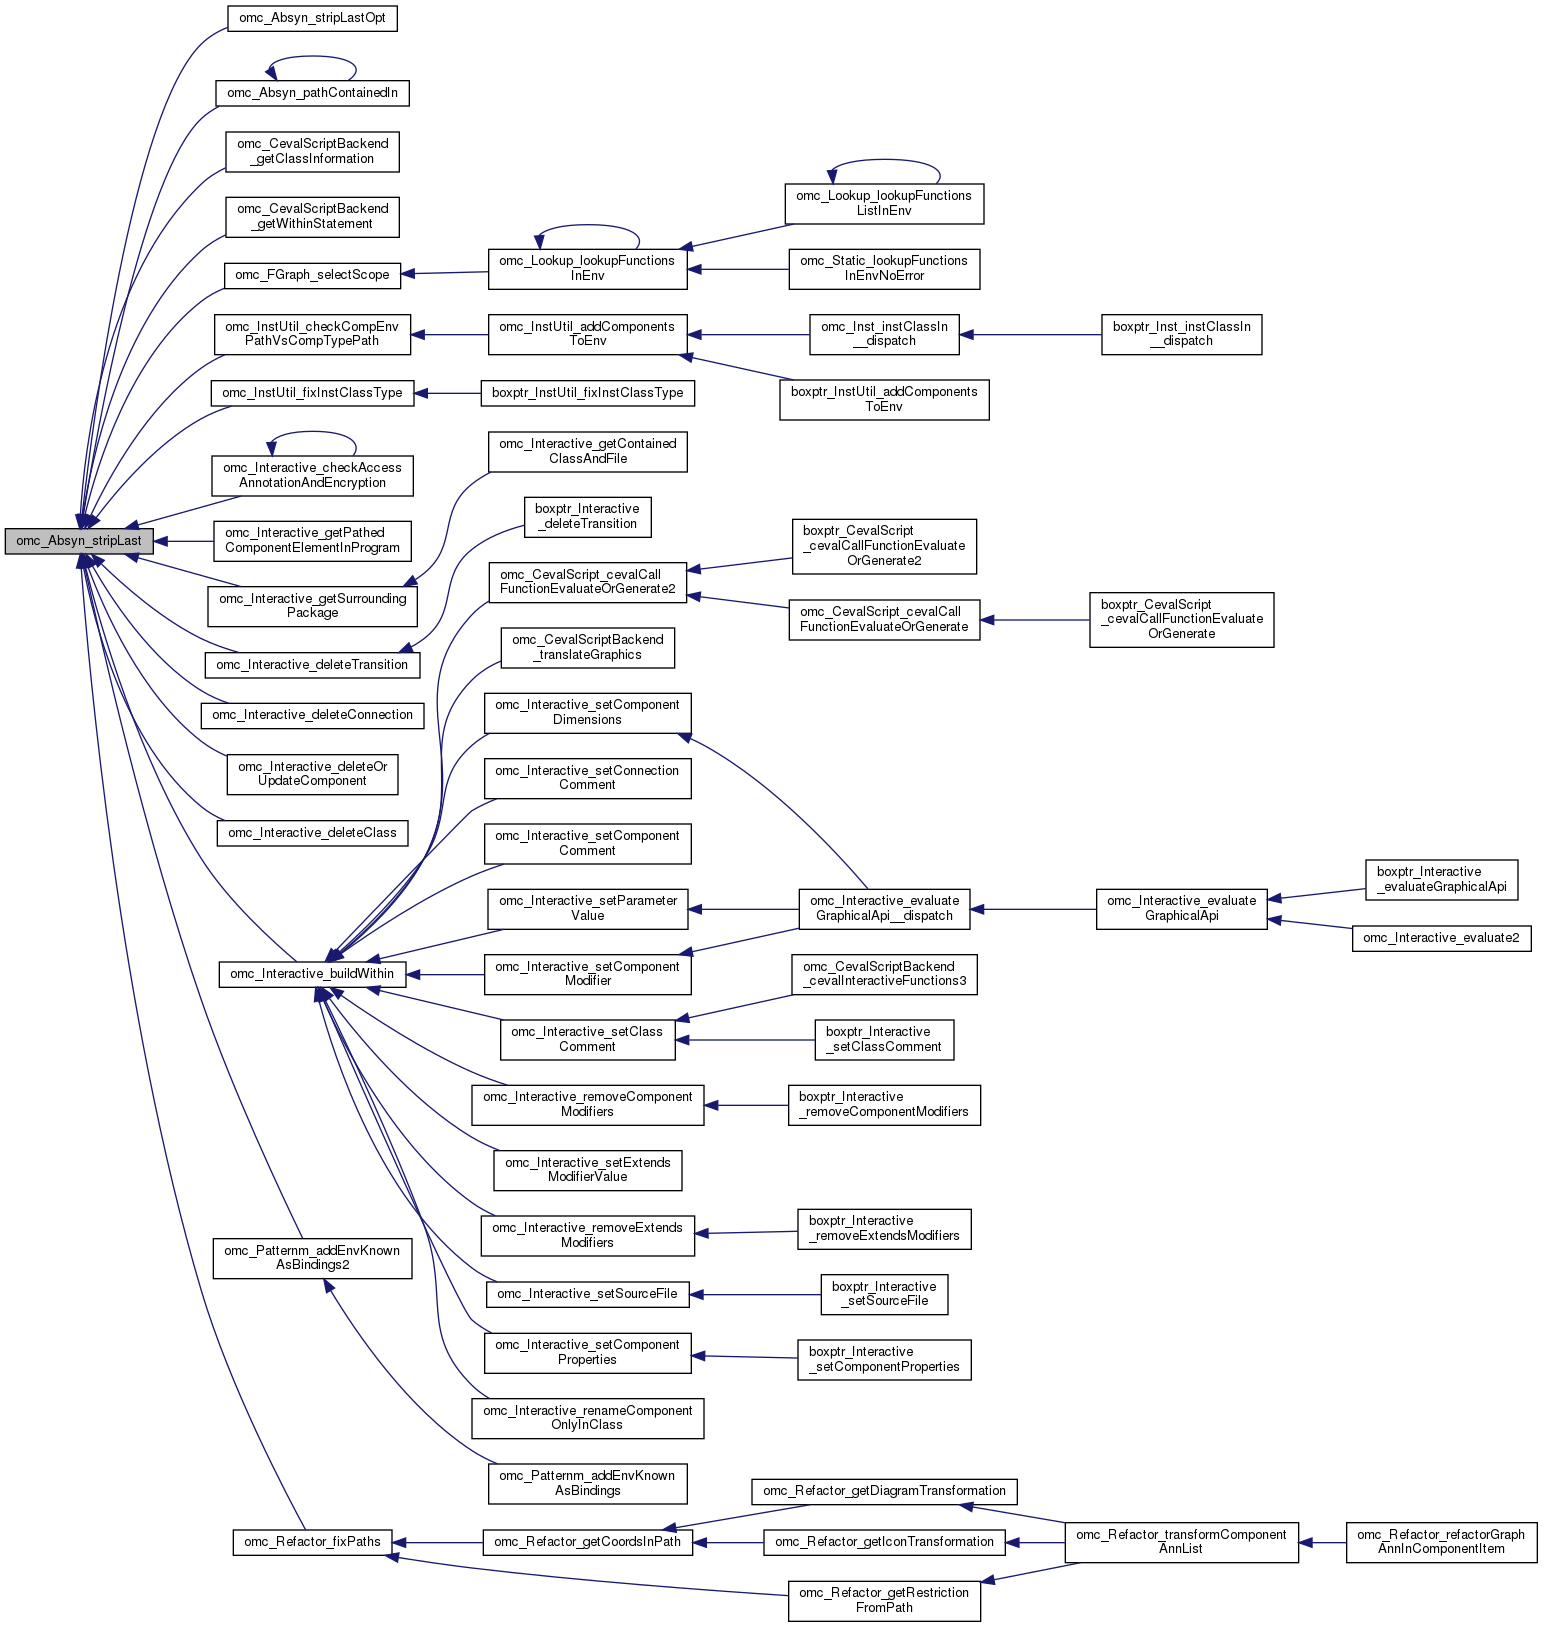 omc_Absyn_stripLast
omc_Absyn_stripLastOpt
omc_Absyn_pathContainedIn
omc_CevalScriptBackend
_getClassInformation
omc_CevalScriptBackend
_getWithinStatement
omc_FGraph_selectScope
omc_Lookup_lookupFunctions
InEnv
omc_Lookup_lookupFunctions
ListInEnv
omc_Static_lookupFunctions
InEnvNoError
omc_InstUtil_checkCompEnv
PathVsCompTypePath
omc_InstUtil_addComponents
ToEnv
omc_Inst_instClassIn
__dispatch
boxptr_Inst_instClassIn
__dispatch
boxptr_InstUtil_addComponents
ToEnv
omc_InstUtil_fixInstClassType
boxptr_InstUtil_fixInstClassType
omc_Interactive_checkAccess
AnnotationAndEncryption
omc_Interactive_getPathed
ComponentElementInProgram
omc_Interactive_getSurrounding
Package
omc_Interactive_getContained
ClassAndFile
omc_Interactive_deleteTransition
boxptr_Interactive
_deleteTransition
omc_Interactive_deleteConnection
omc_Interactive_deleteOr
UpdateComponent
omc_Interactive_deleteClass
omc_Interactive_buildWithin
omc_CevalScript_cevalCall
FunctionEvaluateOrGenerate2
boxptr_CevalScript
_cevalCallFunctionEvaluate
OrGenerate2
omc_CevalScript_cevalCall
FunctionEvaluateOrGenerate
boxptr_CevalScript
_cevalCallFunctionEvaluate
OrGenerate
omc_CevalScriptBackend
_translateGraphics
omc_Interactive_setComponent
Dimensions
omc_Interactive_setConnection
Comment
omc_Interactive_setComponent
Comment
omc_Interactive_setParameter
Value
omc_Interactive_evaluate
GraphicalApi__dispatch
omc_Interactive_evaluate
GraphicalApi
boxptr_Interactive
_evaluateGraphicalApi
omc_Interactive_evaluate2
omc_Interactive_setComponent
Modifier
omc_Interactive_setClass
Comment
omc_CevalScriptBackend
_cevalInteractiveFunctions3
boxptr_Interactive
_setClassComment
omc_Interactive_removeComponent
Modifiers
boxptr_Interactive
_removeComponentModifiers
omc_Interactive_setExtends
ModifierValue
omc_Interactive_removeExtends
Modifiers
boxptr_Interactive
_removeExtendsModifiers
omc_Interactive_setSourceFile
boxptr_Interactive
_setSourceFile
omc_Interactive_setComponent
Properties
boxptr_Interactive
_setComponentProperties
omc_Interactive_renameComponent
OnlyInClass
omc_Patternm_addEnvKnown
AsBindings2
omc_Patternm_addEnvKnown
AsBindings
omc_Refactor_fixPaths
omc_Refactor_getCoordsInPath
omc_Refactor_getDiagramTransformation
omc_Refactor_getIconTransformation
omc_Refactor_getRestriction
FromPath
omc_Refactor_transformComponent
AnnList
omc_Refactor_refactorGraph
AnnInComponentItem